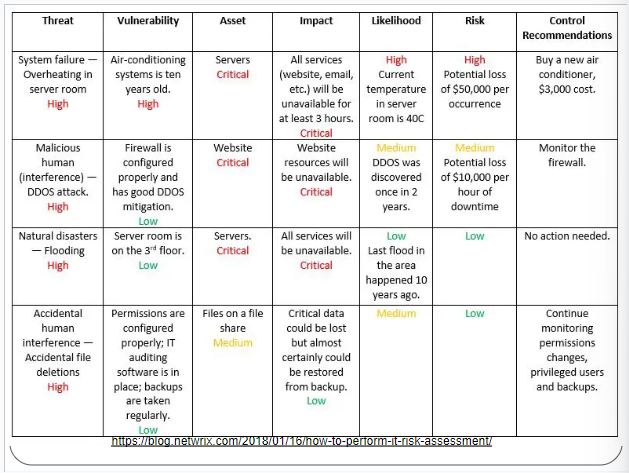 Threat
Vulnerability
Asset
Impact
Likelihood
Risk
Control
Recommendations
System failure —
Overheating in
server room
High
Air-conditioning
systems is ten
years old.
High
Servers
Critical
All services
(website, email,
etc.) will be
unavailable for
at least 3 hours.
Critical
High
Current
temperature
in server
room is 40C
High
Potential loss
of $50,000 per
occurrence
Buy a new air
conditioner,
$3,000 cost.
Malicious
human
(interference) —
DDOS attack.
High
Firewall is
configured
properly and
has good DDOS
mitigation.
Low
Website
Critical
Website
resources will
be unavailable.
Critical
Medium
DDOS was
discovered
once in 2
years.
Medium
Potential loss
of $10,000 per
hour of
downtime
Monitor the
firewall.
Natural disasters
— Flooding
High
Server room is
on the 3rd floor.
Low
Servers.
Critical
All services will
be unavailable.
Critical
Low
Last flood in
the area
happened 10
years ago.
Low
No action needed.
Accidental
human
interference —
Accidental file
deletions
High
Permissions are
configured
properly; IT
auditing
software is in
place; backups
are taken
regularly.
Low
Files on a file
share
Medium
Critical data
could be lost
but almost
certainly could
be restored
from backup.
Low
Medium
Low
Continue
monitoring
permissions
changes,
privileged users
and backups.
https://blog.netwrix.com/2018/01/16/how-to-perform-it-risk-assessment/